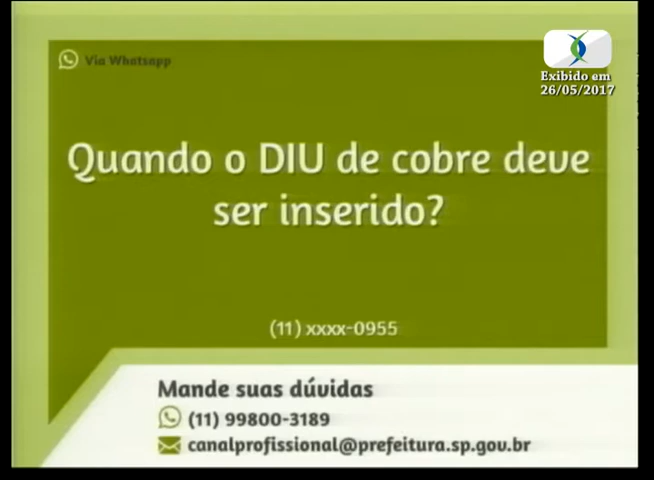 Via Whatsapp
Exibido em
26/05/2017
Quando o DIU de cobre deve
ser inserido?
(11) xxxx-0955
Mande suas dúvidas
(11) 99800-3189
canalprofissional@prefeitura.sp.gov.br